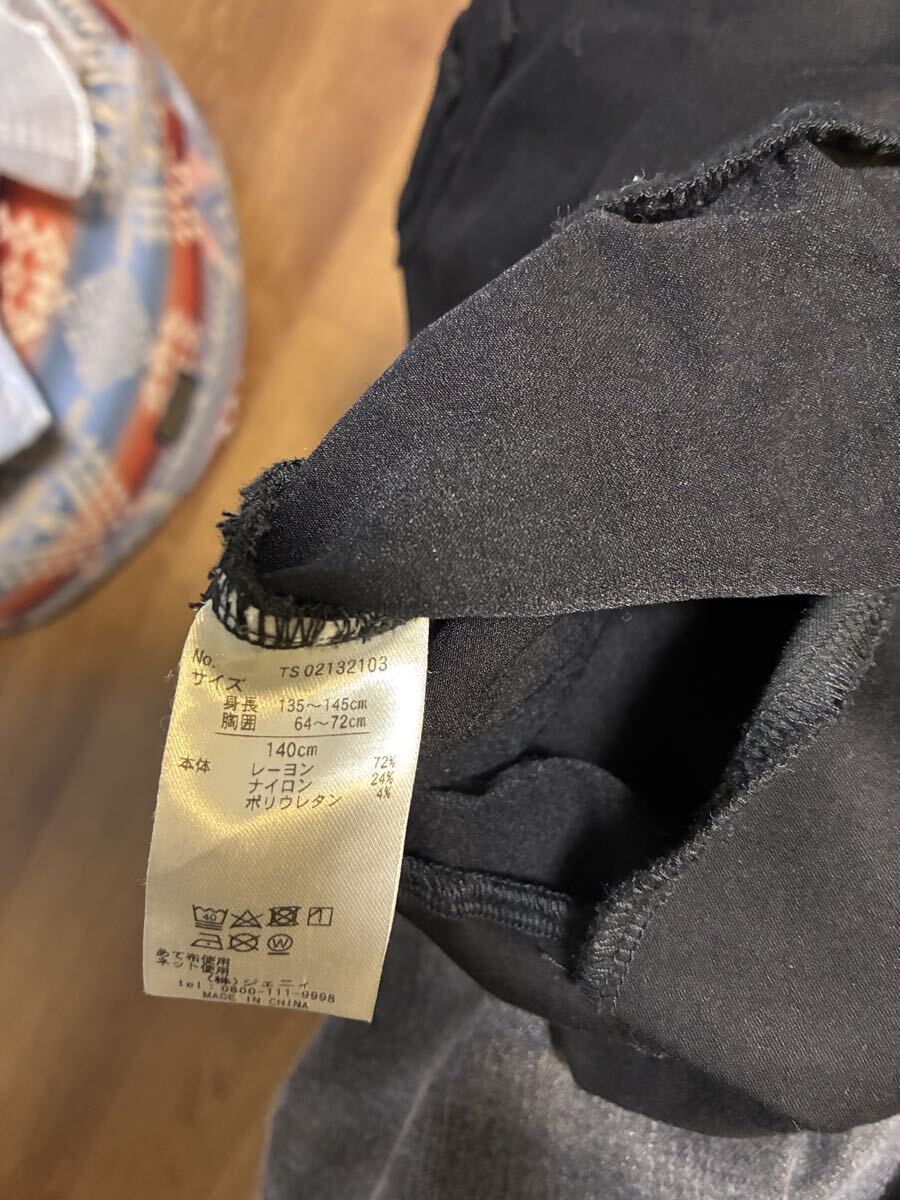 No. TS 02132103
サイズ
身長 135～145cm
胸囲 64～72cm
140cm
本体 レーヨン 72%
ナイロン 24%
ポリウレタン 4%
40
W
あて布使用
ネット使用
(株)ジェニィ
tel：0800-111-9998
MADE IN CHINA